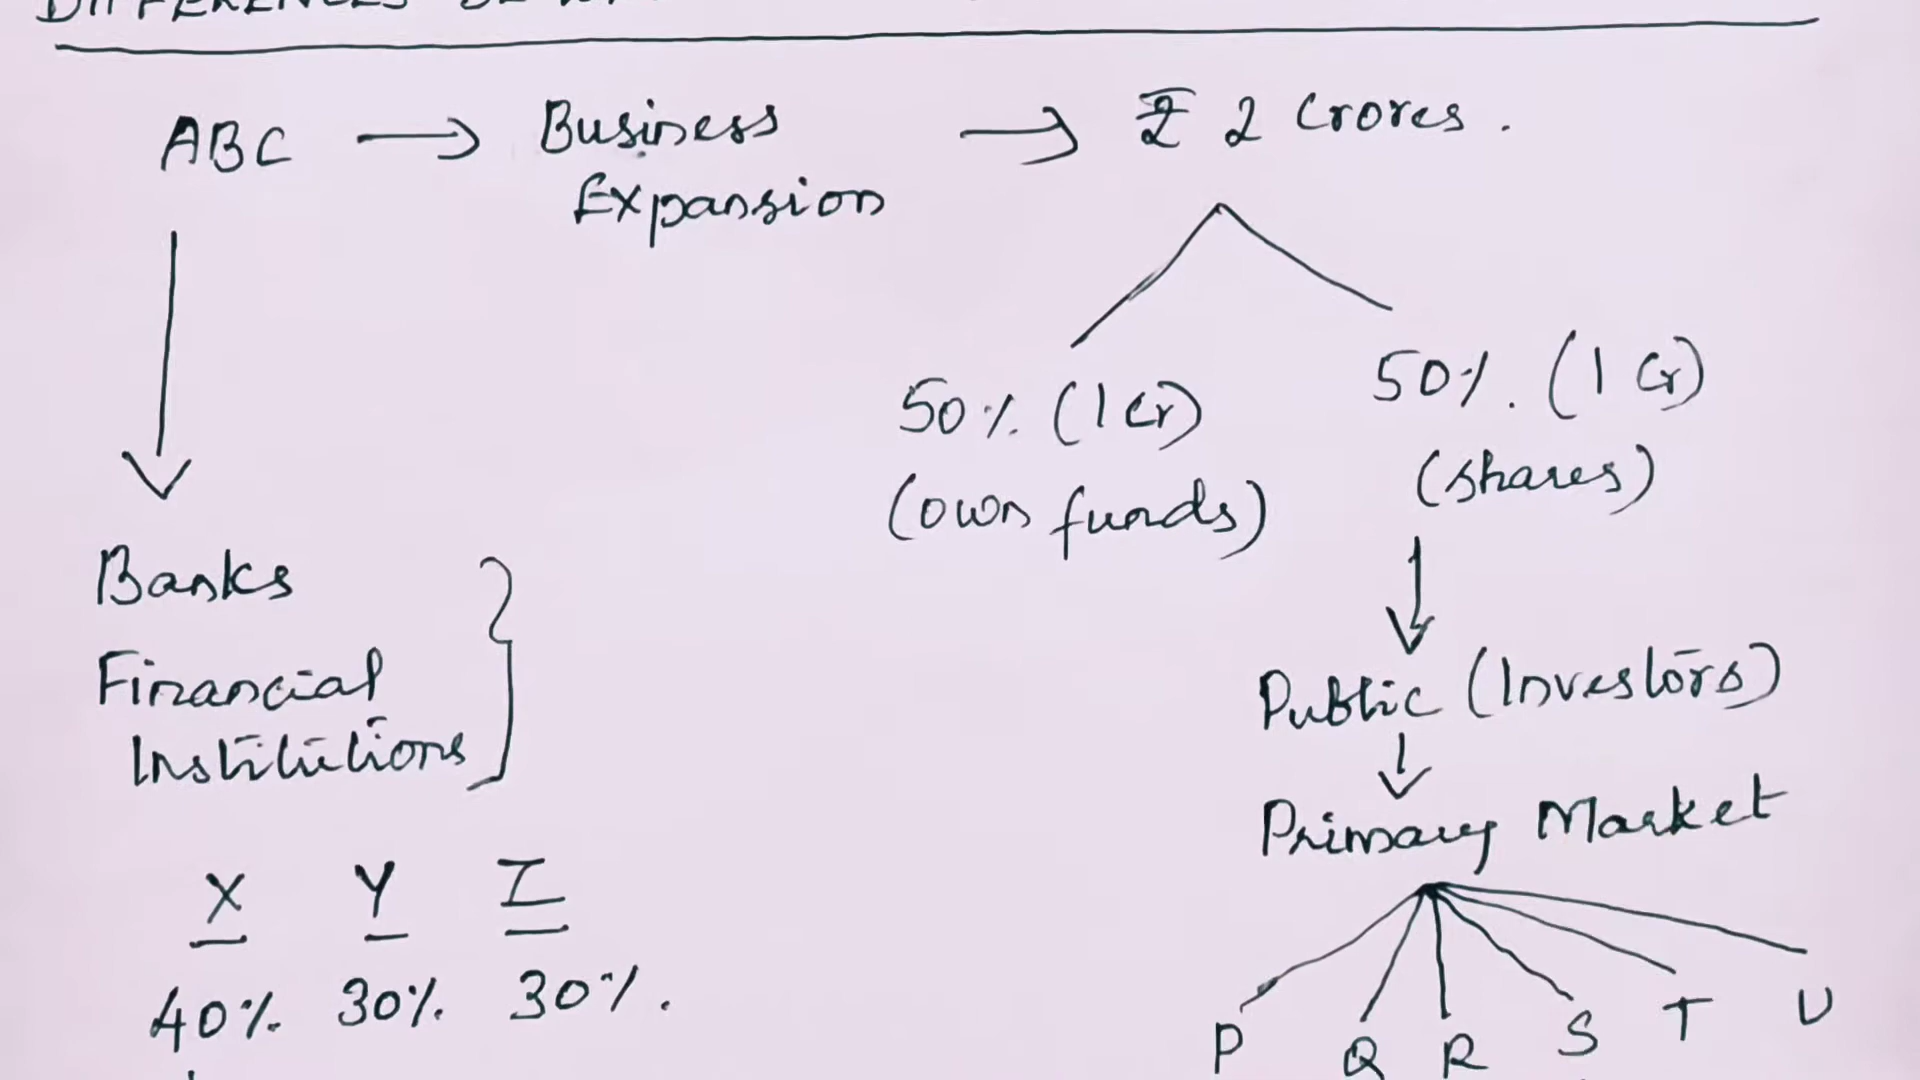 DIFFERENCES
ABC → Business Expansion → ₹ 2 Crores.
50%. (1 Cr) 50%. (1 Cr)
(own funds) (shares)
Banks
Financial
Institutions
Public (Investors)
Primary Market
X Y Z
40%. 30%. 30%.
P Q R S T U